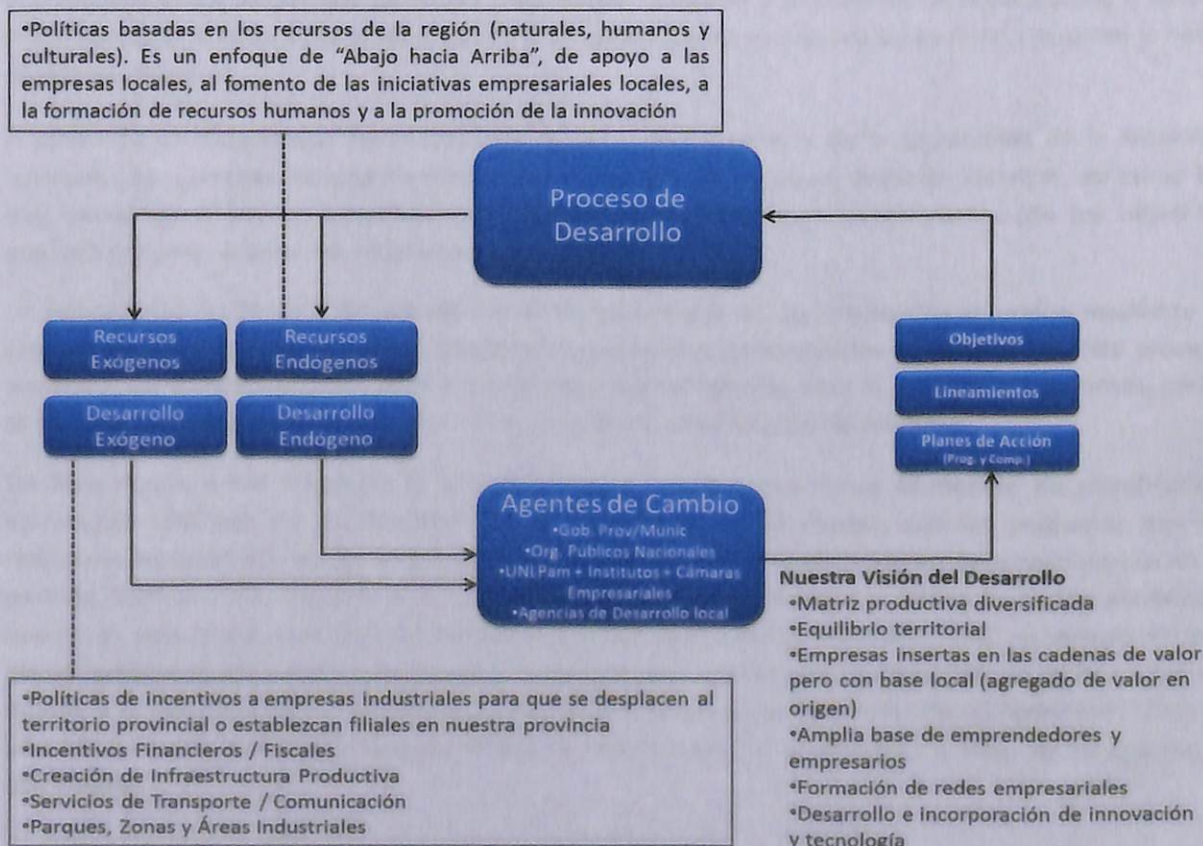 •Políticas basadas en los recursos de la región (naturales, humanos y
culturales). Es un enfoque de “Abajo hacia Arriba”, de apoyo a las
empresas locales, al fomento de las iniciativas empresariales locales, a
la formación de recursos humanos y a la promoción de la innovación
Proceso de
Desarrollo
Recursos
Exógenos
Recursos
Endógenos
Desarrollo
Exógeno
Desarrollo
Endógeno
Objetivos
Lineamientos
Planes de Acción
(Prog. y Comp.)
Agentes de Cambio
•Gob. Prov/Munic
•Org. Públicos Nacionales
•UNLPam + Institutos + Cámaras
Empresariales
•Agencias de Desarrollo local
Nuestra Visión del Desarrollo
•Matriz productiva diversificada
•Equilibrio territorial
•Empresas insertas en las cadenas de valor
pero con base local (agregado de valor en
origen)
•Amplia base de emprendedores y
empresarios
•Formación de redes empresariales
•Desarrollo e incorporación de innovación
y tecnología
•Políticas de incentivos a empresas industriales para que se desplacen al
territorio provincial o establezcan filiales en nuestra provincia
•Incentivos Financieros / Fiscales
•Creación de Infraestructura Productiva
•Servicios de Transporte / Comunicación
•Parques, Zonas y Áreas Industriales